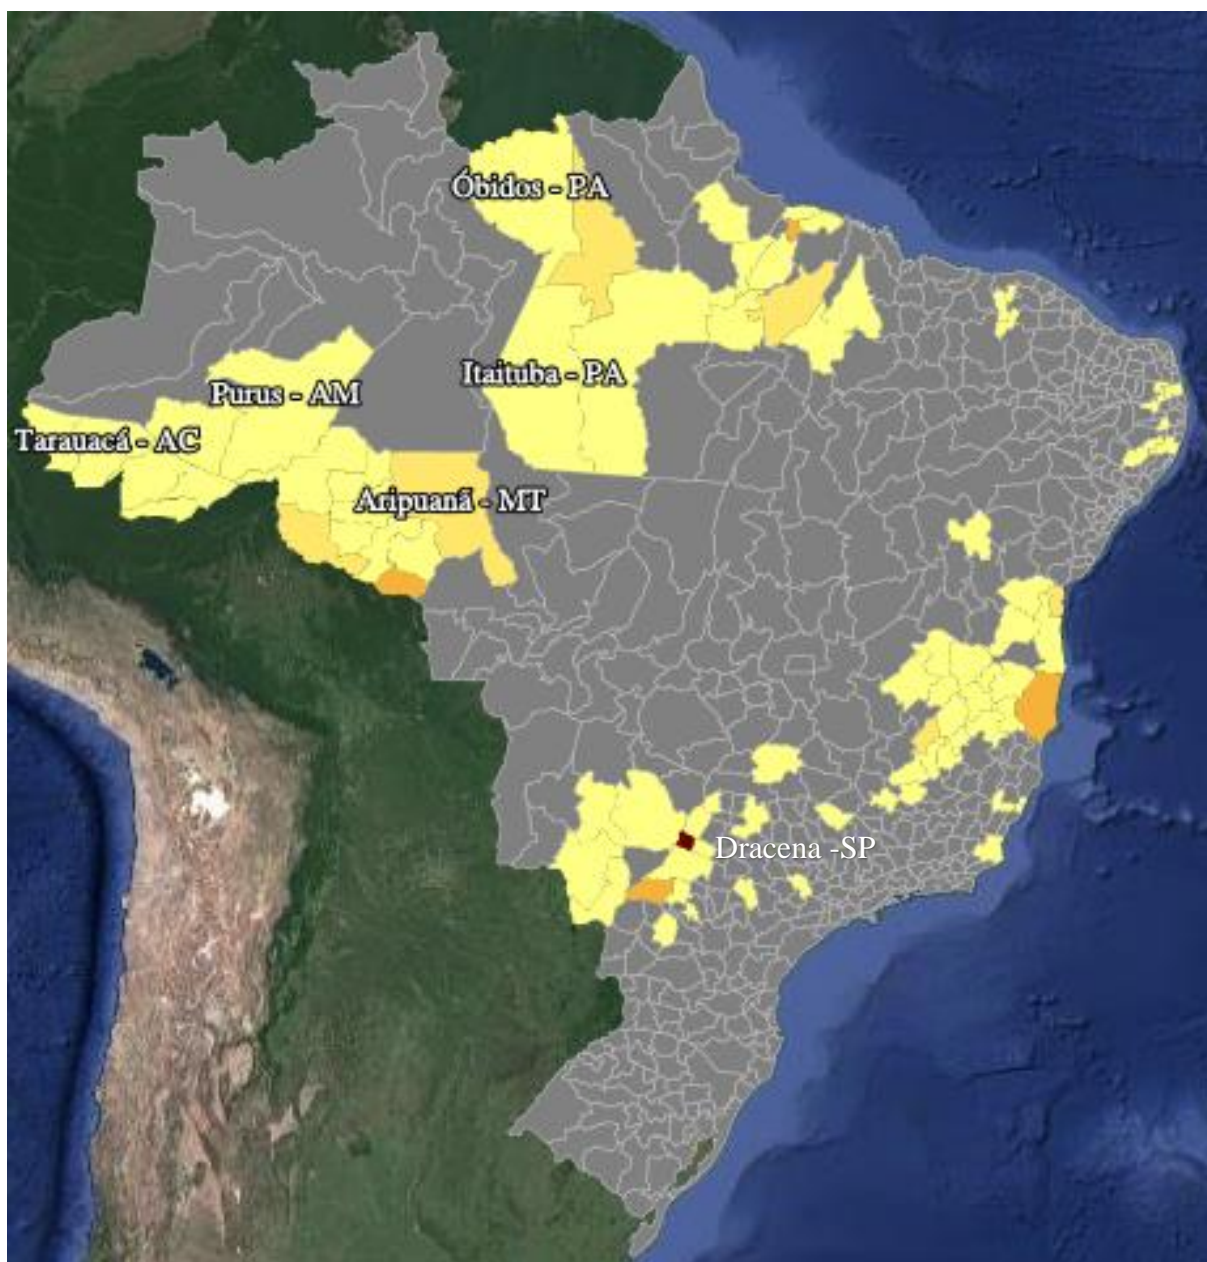 Óbidos - PA
Itaituba - PA
Purus - AM
Tarauacá - AC
Aripuanã - MT
Dracena -SP